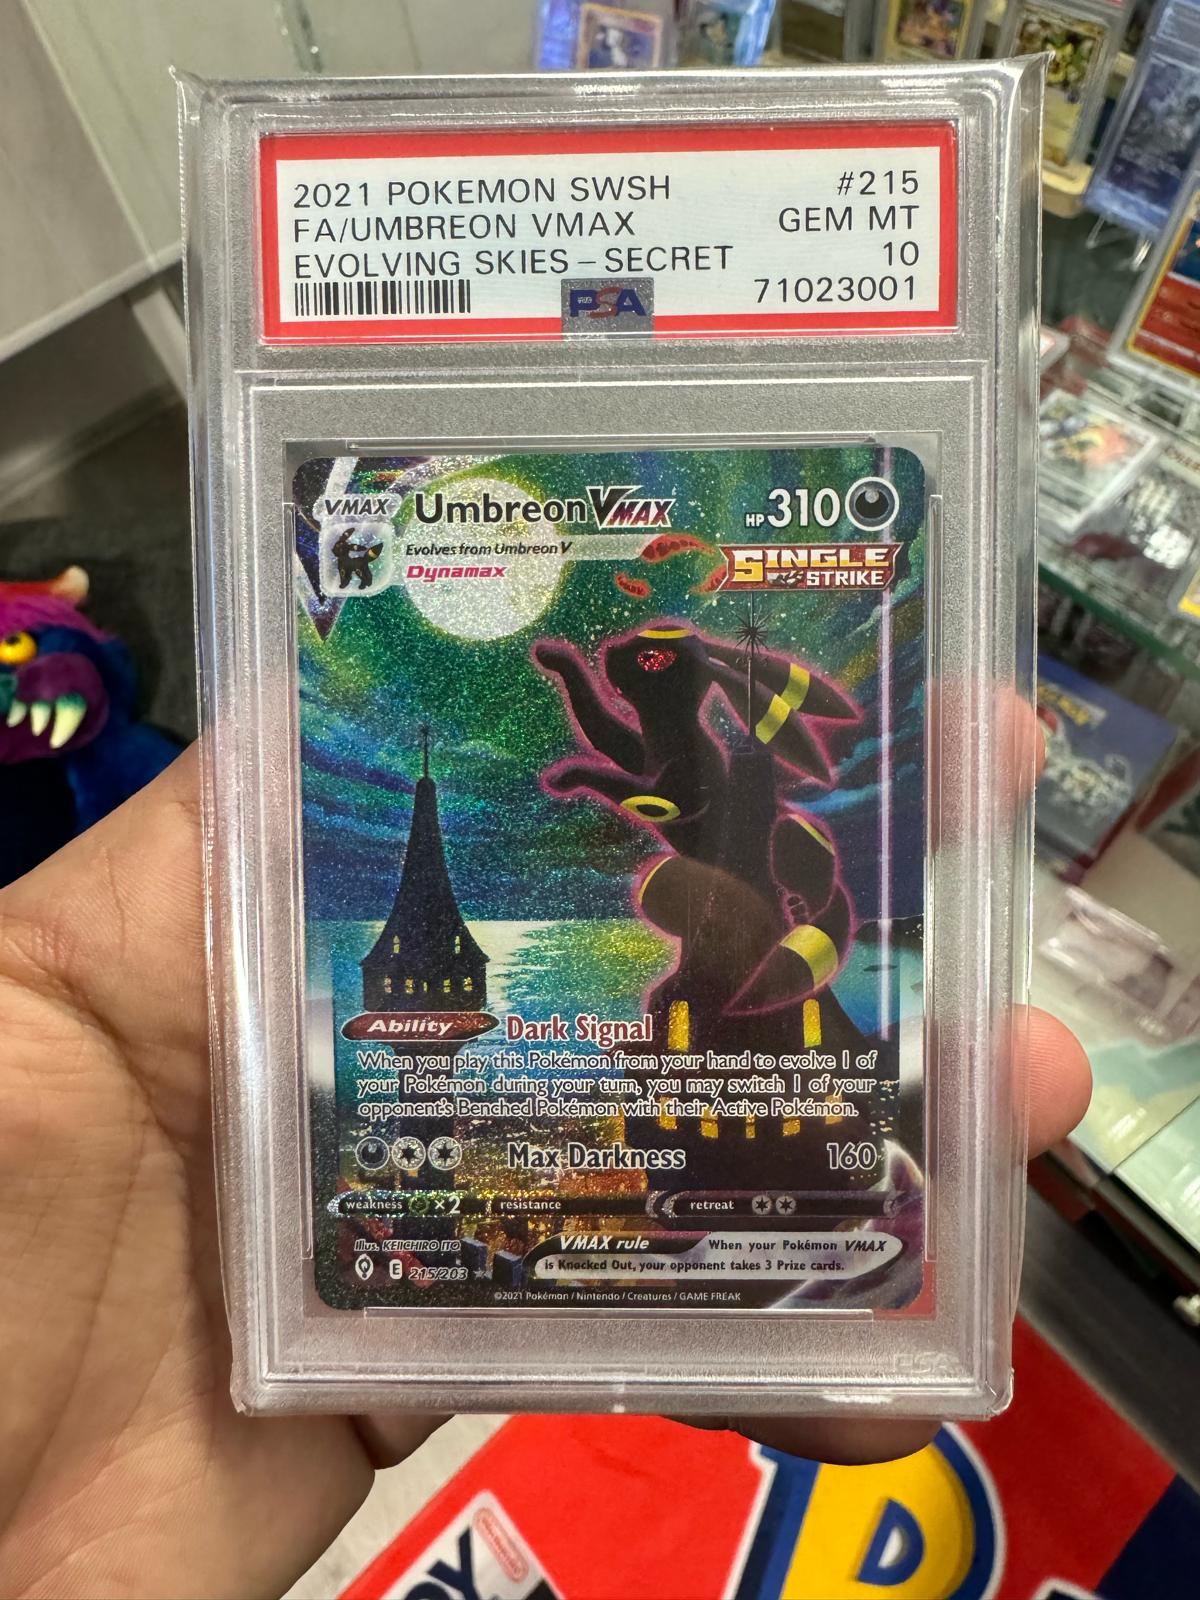 2021 POKEMON SWSH #215
FA/UMBREON VMAX GEM MT
EVOLVING SKIES – SECRET 10
71023001
PSA
VMAX Umbreon VMAX HP 310
Evolves from Umbreon V
Dynamax
SINGLE STRIKE
Ability Dark Signal
When you play this Pokémon from your hand to evolve 1 of
your Pokémon during your turn, you may switch 1 of your
opponent's Benched Pokémon with their Active Pokémon.
Max Darkness 160
weakness ×2 resistance retreat
Illus. KEIICHIRO ITO
E 215/203
VMAX rule When your Pokémon VMAX
is Knocked Out, your opponent takes 3 Prize cards.
©2021 Pokémon / Nintendo / Creatures / GAME FREAK
PSA
Nintendo